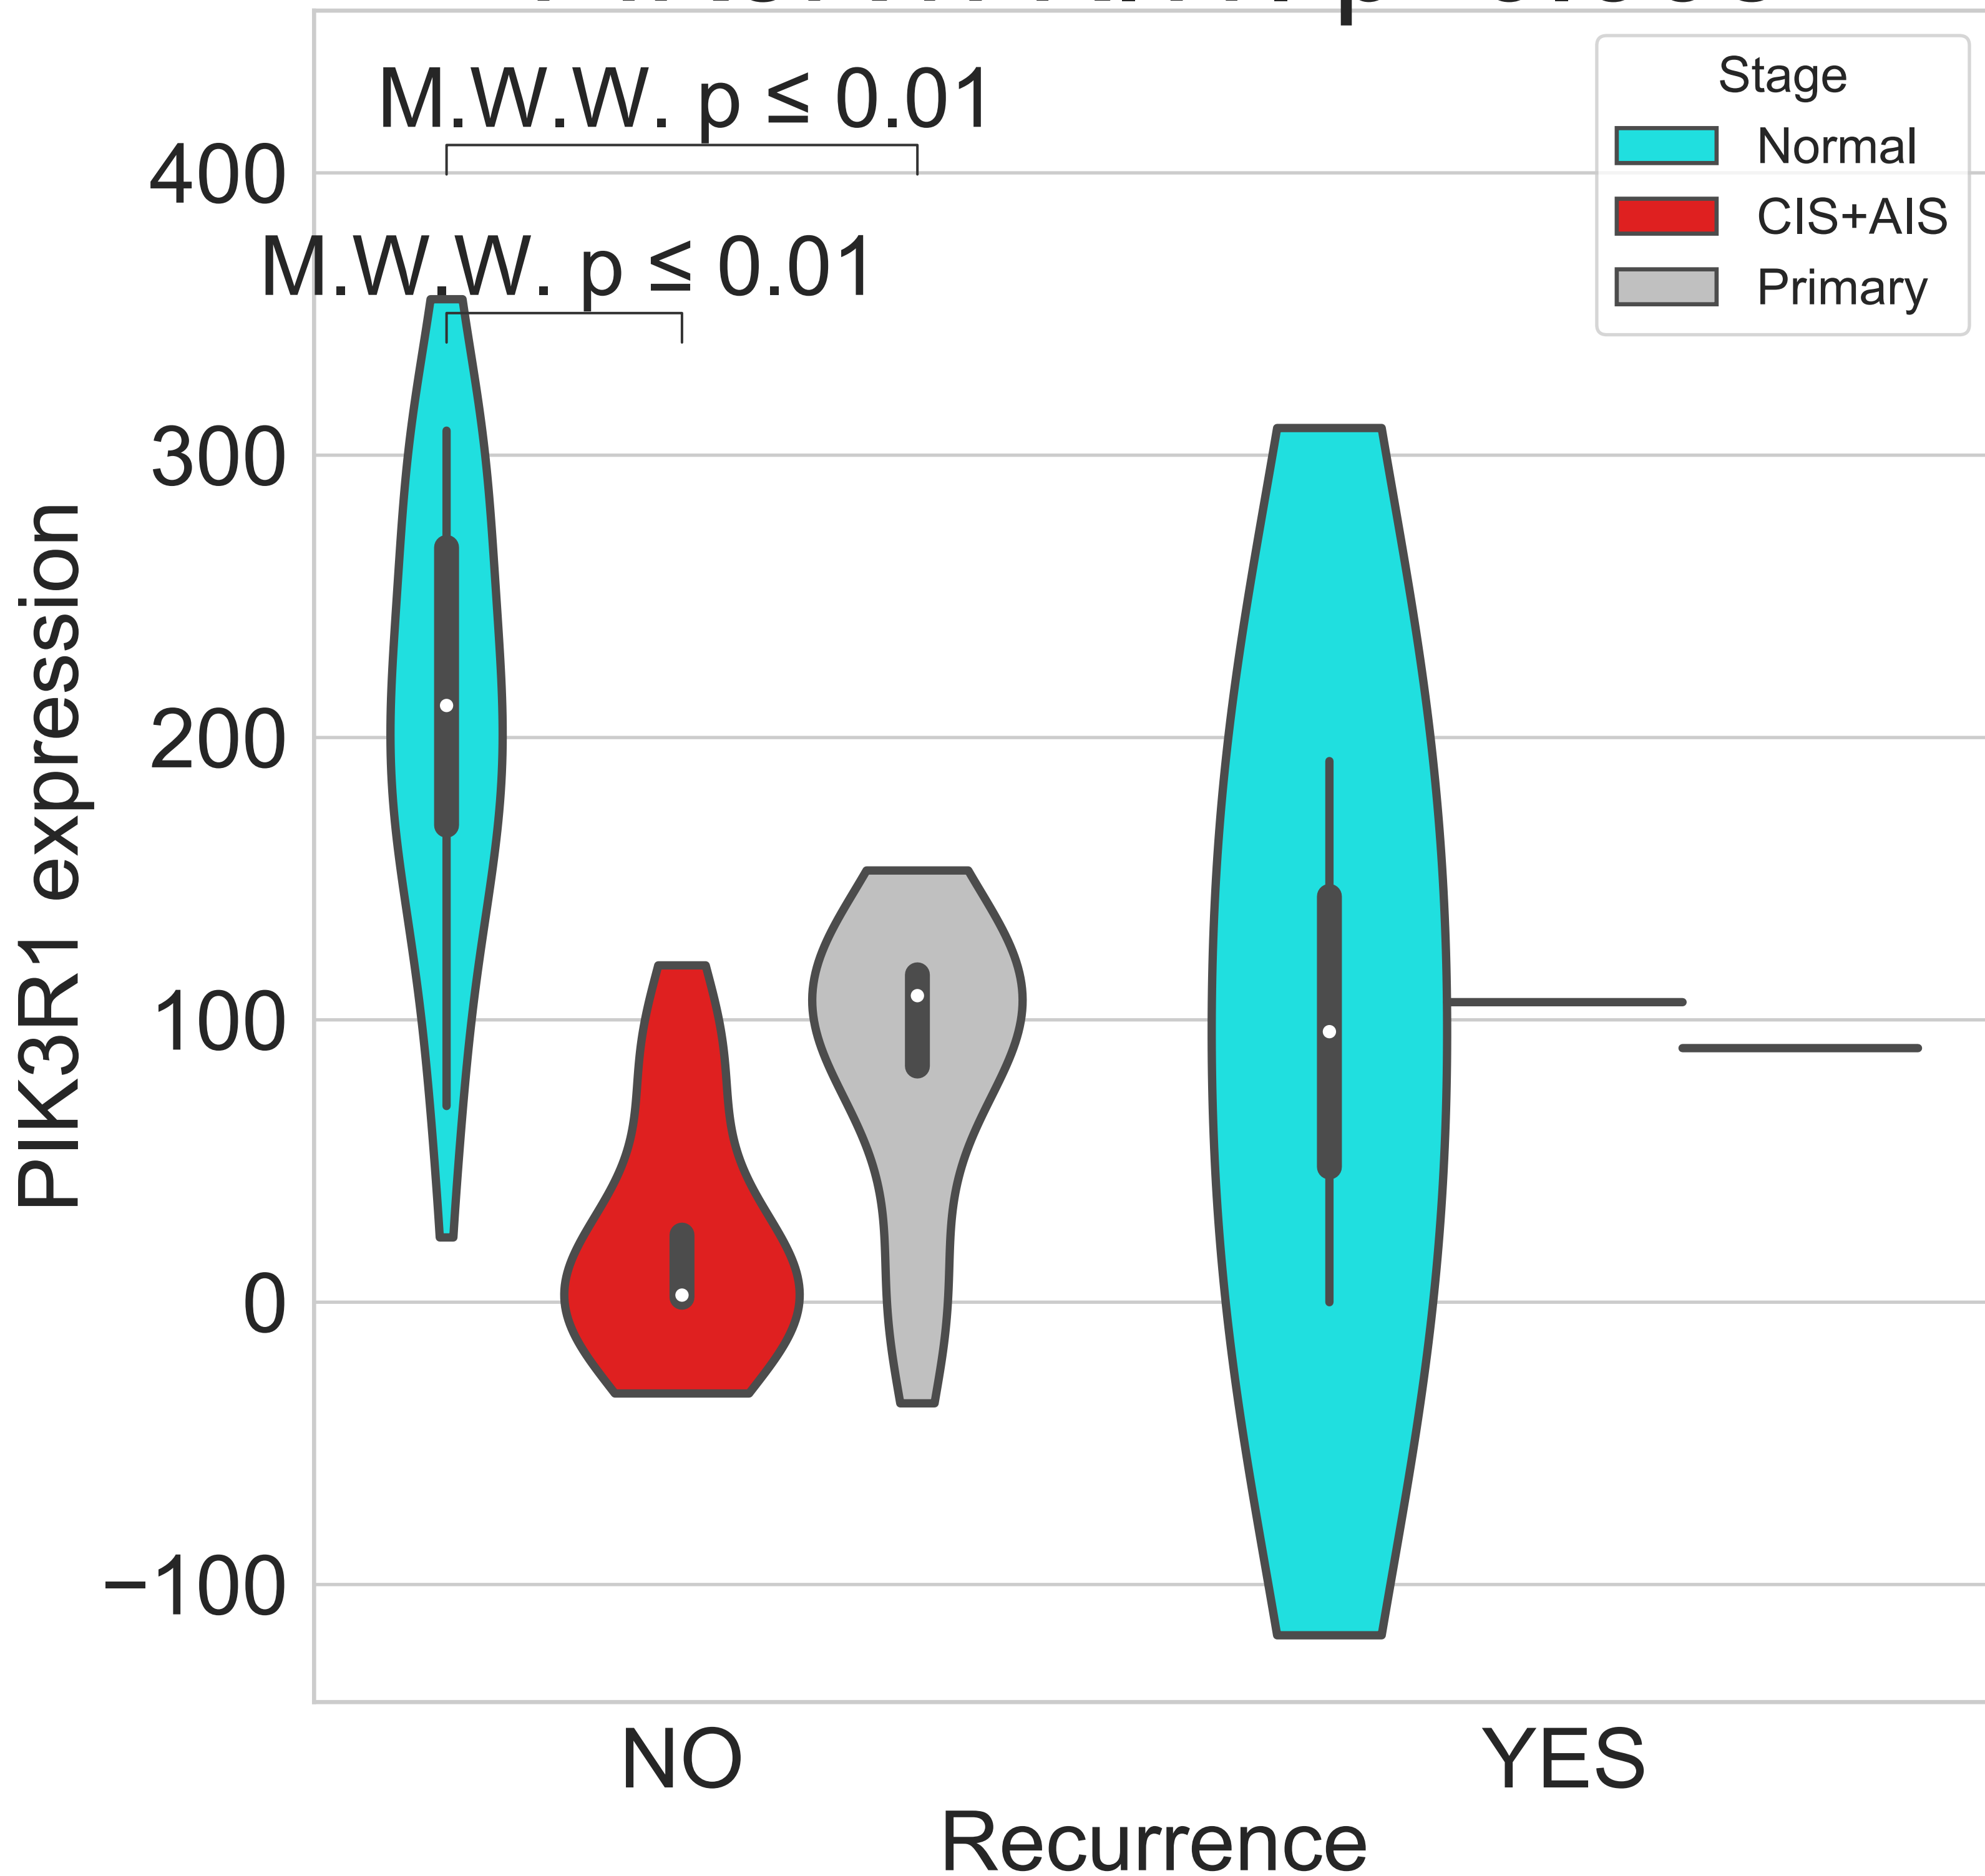 M.W.W. p ≤ 0.01
M.W.W. p ≤ 0.01
Stage
Normal
CIS+AIS
Primary
400
300
200
100
0
−100
PIK3R1 expression
NO
YES
Recurrence